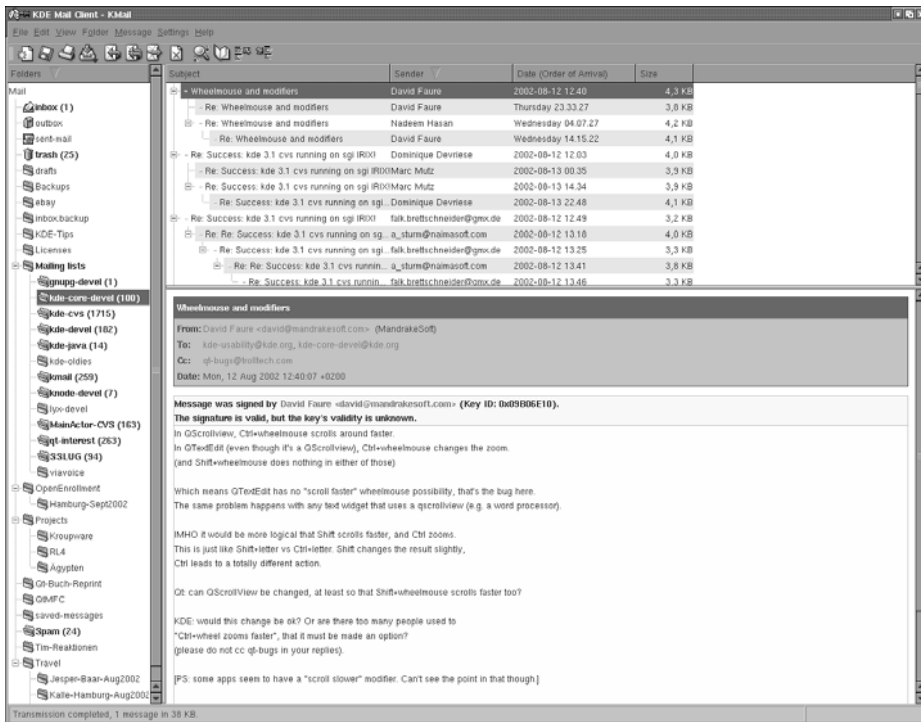 KDE Mail Client - KMail
File Edit View Folder Message Settings Help
Folders
Mail
inbox (1)
outbox
sent-mail
trash (25)
drafts
Backups
ebay
inbox.backup
KDE-Tips
Licenses
Mailing lists
gnupg-devel (1)
kde-core-devel (100)
kde-cvs (1715)
kde-devel (182)
kde-java (14)
kde-oldies
kmail (259)
knode-devel (7)
lyx-devel
MainActor-CVS (163)
qt-interest (263)
SSLUG (94)
viavoice
OpenEnrollment
Hamburg-Sept2002
Projects
Kroupware
RL4
Ägypten
Qt-Buch-Reprint
QtMFC
saved-messages
Spam (24)
Tim-Reaktionen
Travel
Jesper-Baar-Aug2002
Kalle-Hamburg-Aug2002
Subject Sender Date (Order of Arrival) Size
+ Wheelmouse and modifiers David Faure 2002-08-12 12.40 4,3 KB
- Re: Wheelmouse and modifiers David Faure Thursday 23.33.27 3,8 KB
- Re: Wheelmouse and modifiers Nadeem Hasan Wednesday 04.07.27 4,2 KB
- Re: Wheelmouse and modifiers David Faure Wednesday 14.15.22 4,1 KB
- Re: Success: kde 3.1 cvs running on sgi IRIX! Dominique Devriese 2002-08-12 12.03 4,0 KB
- Re: Success: kde 3.1 cvs running on sgi IRIX! Marc Mutz 2002-08-13 00.35 3,9 KB
- Re: Success: kde 3.1 cvs running on sgi IRIX! Marc Mutz 2002-08-13 14.34 3,9 KB
- Re: Success: kde 3.1 cvs running on sgi... Dominique Devriese 2002-08-13 22.48 4,1 KB
- Re: Success: kde 3.1 cvs running on sgi IRIX! falk.brettschneider@gmx.de 2002-08-12 12.49 3,2 KB
- Re: Re: Success: kde 3.1 cvs running on sg... a_sturm@naimasoft.com 2002-08-12 13.18 4,0 KB
- Re: Success: kde 3.1 cvs running on sgi... falk.brettschneider@gmx.de 2002-08-12 13.25 3,3 KB
- Re: Re: Success: kde 3.1 cvs runnin... a_sturm@naimasoft.com 2002-08-12 13.41 3,8 KB
- Re: Success: kde 3.1 cvs runnin... falk.brettschneider@gmx.de 2002-08-12 13.46 3,3 KB
Wheelmouse and modifiers
From: David Faure <david@mandrakesoft.com> (MandrakeSoft)
To: kde-usability@kde.org, kde-core-devel@kde.org
Cc: qt-bugs@trolltech.com
Date: Mon, 12 Aug 2002 12:40:07 +0200
Message was signed by David Faure <david@mandrakesoft.com> (Key ID: 0x09B06E10).
The signature is valid, but the key's validity is unknown.
In QScrollview, Ctrl+wheelmouse scrolls around faster.
In QTextEdit (even though it's a QScrollview), Ctrl+wheelmouse changes the zoom.
(and Shift+wheelmouse does nothing in either of those)
Which means QTextEdit has no "scroll faster" wheelmouse possibility, that's the bug here.
The same problem happens with any text widget that uses a qscrollview (e.g. a word processor).
IMHO it would be more logical that Shift scrolls faster, and Ctrl zooms.
This is just like Shift+letter vs Ctrl+letter. Shift changes the result slightly,
Ctrl leads to a totally different action.
Qt: can QScrollView be changed, at least so that Shift+wheelmouse scrolls faster too?
KDE: would this change be ok? Or are there too many people used to
"Ctrl+wheel zooms faster", that it must be made an option?
(please do not cc qt-bugs in your replies).
[PS: some apps seem to have a "scroll slower" modifier. Can't see the point in that though.]
Transmission completed, 1 message in 38 KB.